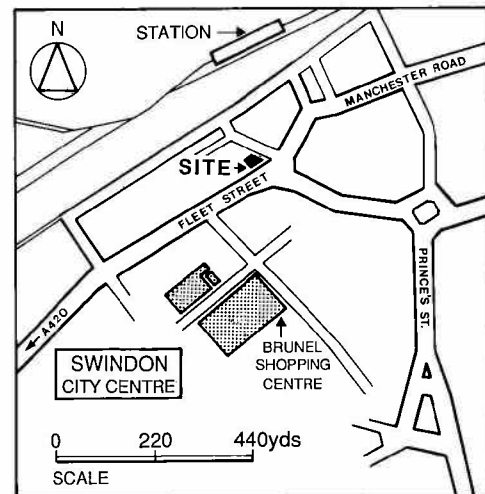 N
STATION
MANCHESTER ROAD
SITE
FLEET STREET
PRINCE'S ST.
A420
SWINDON
CITY CENTRE
BRUNEL
SHOPPING
CENTRE
0 220 440yds
SCALE